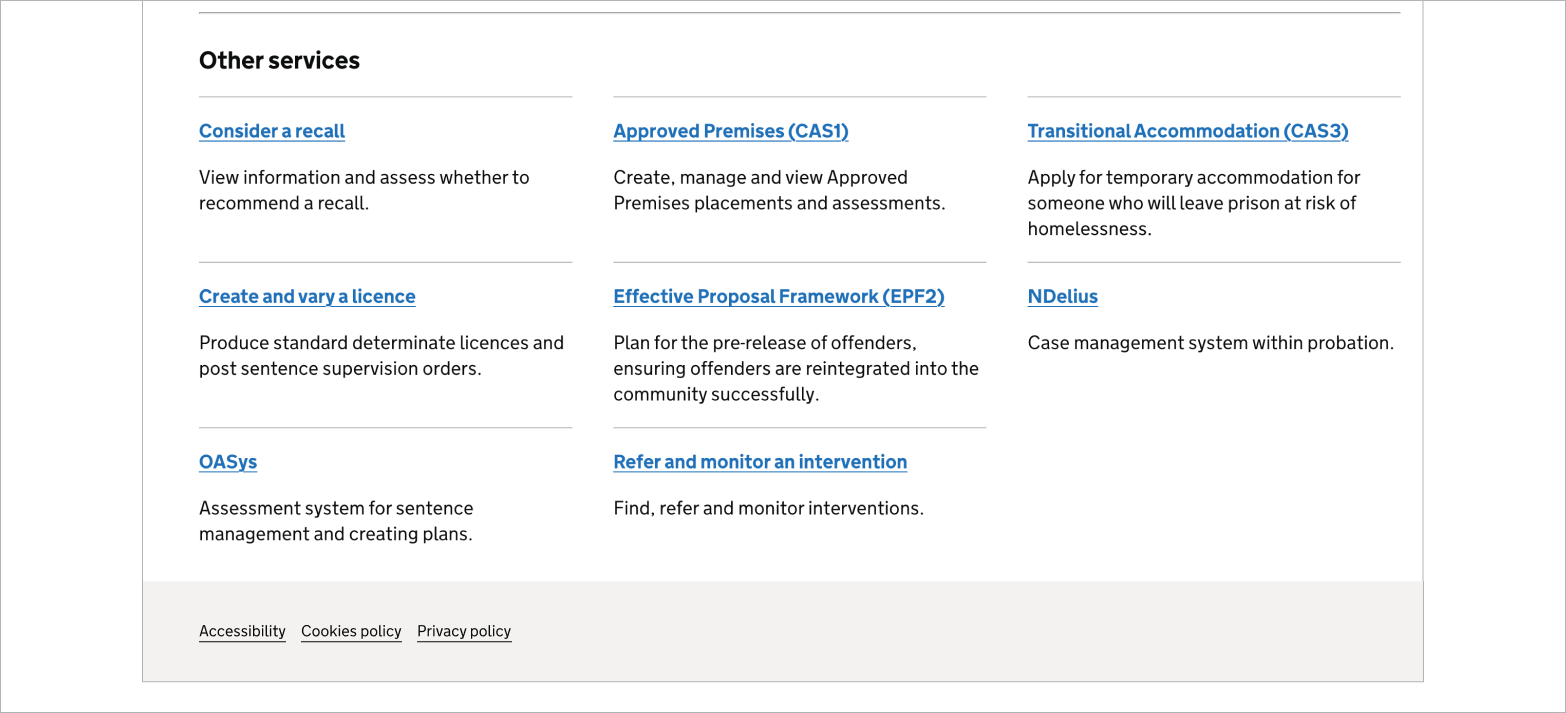 Other services
Consider a recall
View information and assess whether to
recommend a recall.
Approved Premises (CAS1)
Create, manage and view Approved
Premises placements and assessments.
Transitional Accommodation (CAS3)
Apply for temporary accommodation for
someone who will leave prison at risk of
homelessness.
Create and vary a licence
Produce standard determinate licences and
post sentence supervision orders.
Effective Proposal Framework (EPF2)
Plan for the pre-release of offenders,
ensuring offenders are reintegrated into the
community successfully.
NDelius
Case management system within probation.
OASys
Assessment system for sentence
management and creating plans.
Refer and monitor an intervention
Find, refer and monitor interventions.
Accessibility Cookies policy Privacy policy